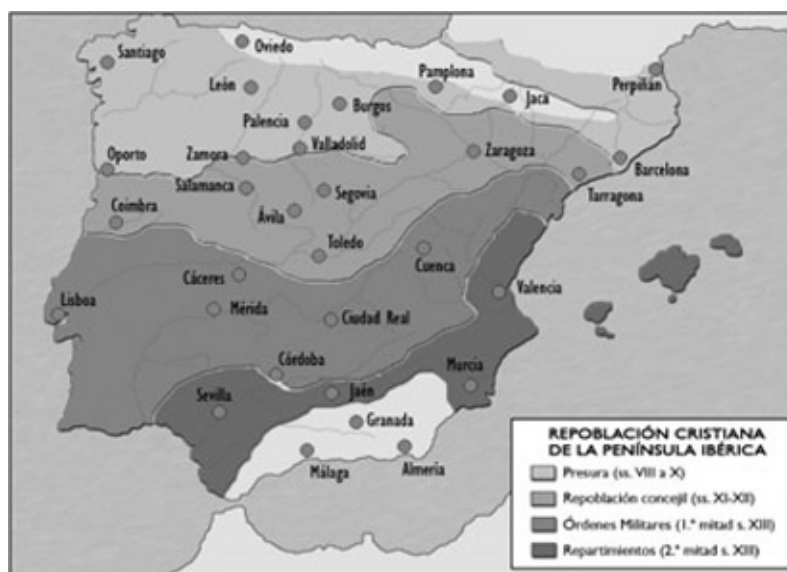 Oviedo
Santiago
Pamplona
Perpiñán
León
Jaca
Burgos
Palencia
Valladolid
Zamora
Zaragoza
Oporto
Barcelona
Salamanca
Segovia
Tarragona
Ávila
Coimbra
Toledo
Cuenca
Cáceres
Valencia
Lisboa
Mérida
Ciudad Real
Córdoba
Murcia
Jaén
Sevilla
Granada
Málaga
Almería
REPOBLACIÓN CRISTIANA
DE LA PENÍNSULA IBÉRICA
Presura (ss. VIII a X)
Repoblación concejil (ss. XI-XII)
Órdenes Militares (1.ª mitad s. XIII)
Repartimientos (2.ª mitad s. XIII)